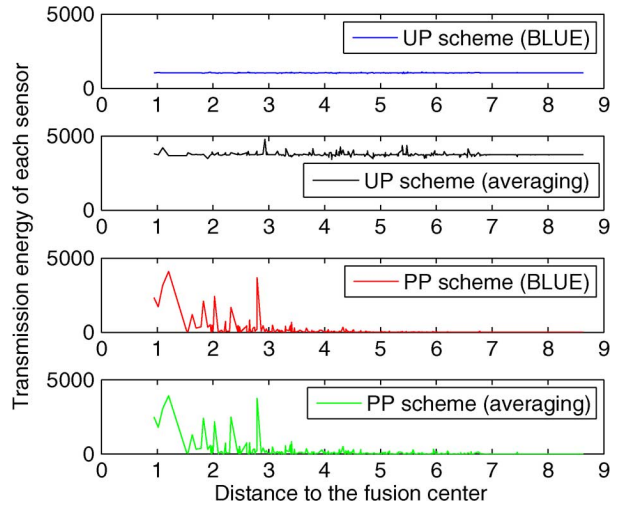 Transmission energy of each sensor
5000
UP scheme (BLUE)
0
0 1 2 3 4 5 6 7 8 9
5000
UP scheme (averaging)
0
0 1 2 3 4 5 6 7 8 9
5000
PP scheme (BLUE)
0
0 1 2 3 4 5 6 7 8 9
5000
PP scheme (averaging)
0
0 1 2 3 4 5 6 7 8 9
Distance to the fusion center